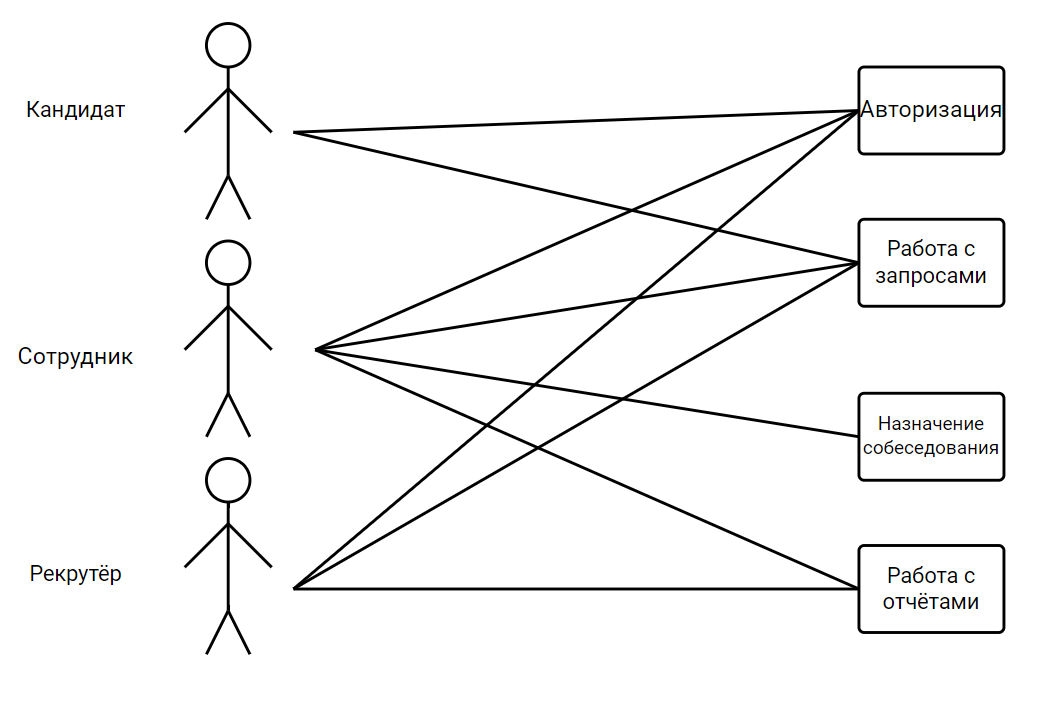 Кандидат
Авторизация
Работа с
запросами
Сотрудник
Назначение
собеседования
Рекрутёр
Работа с
отчётами